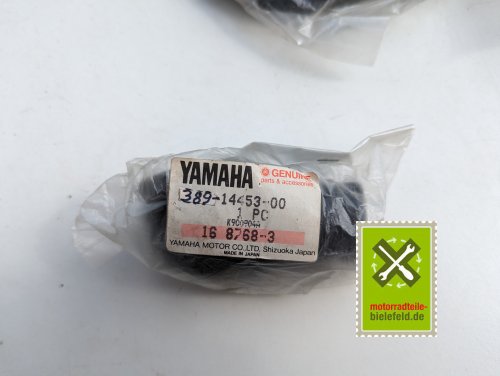 YAMAHA GENUINE
parts & accessories
389-14453-00
1 PC
K900904A
16 8768-3
YAMAHA MOTOR CO., LTD. Shizuoka Japan
MADE IN JAPAN
motorradteile-
bielefeld.de